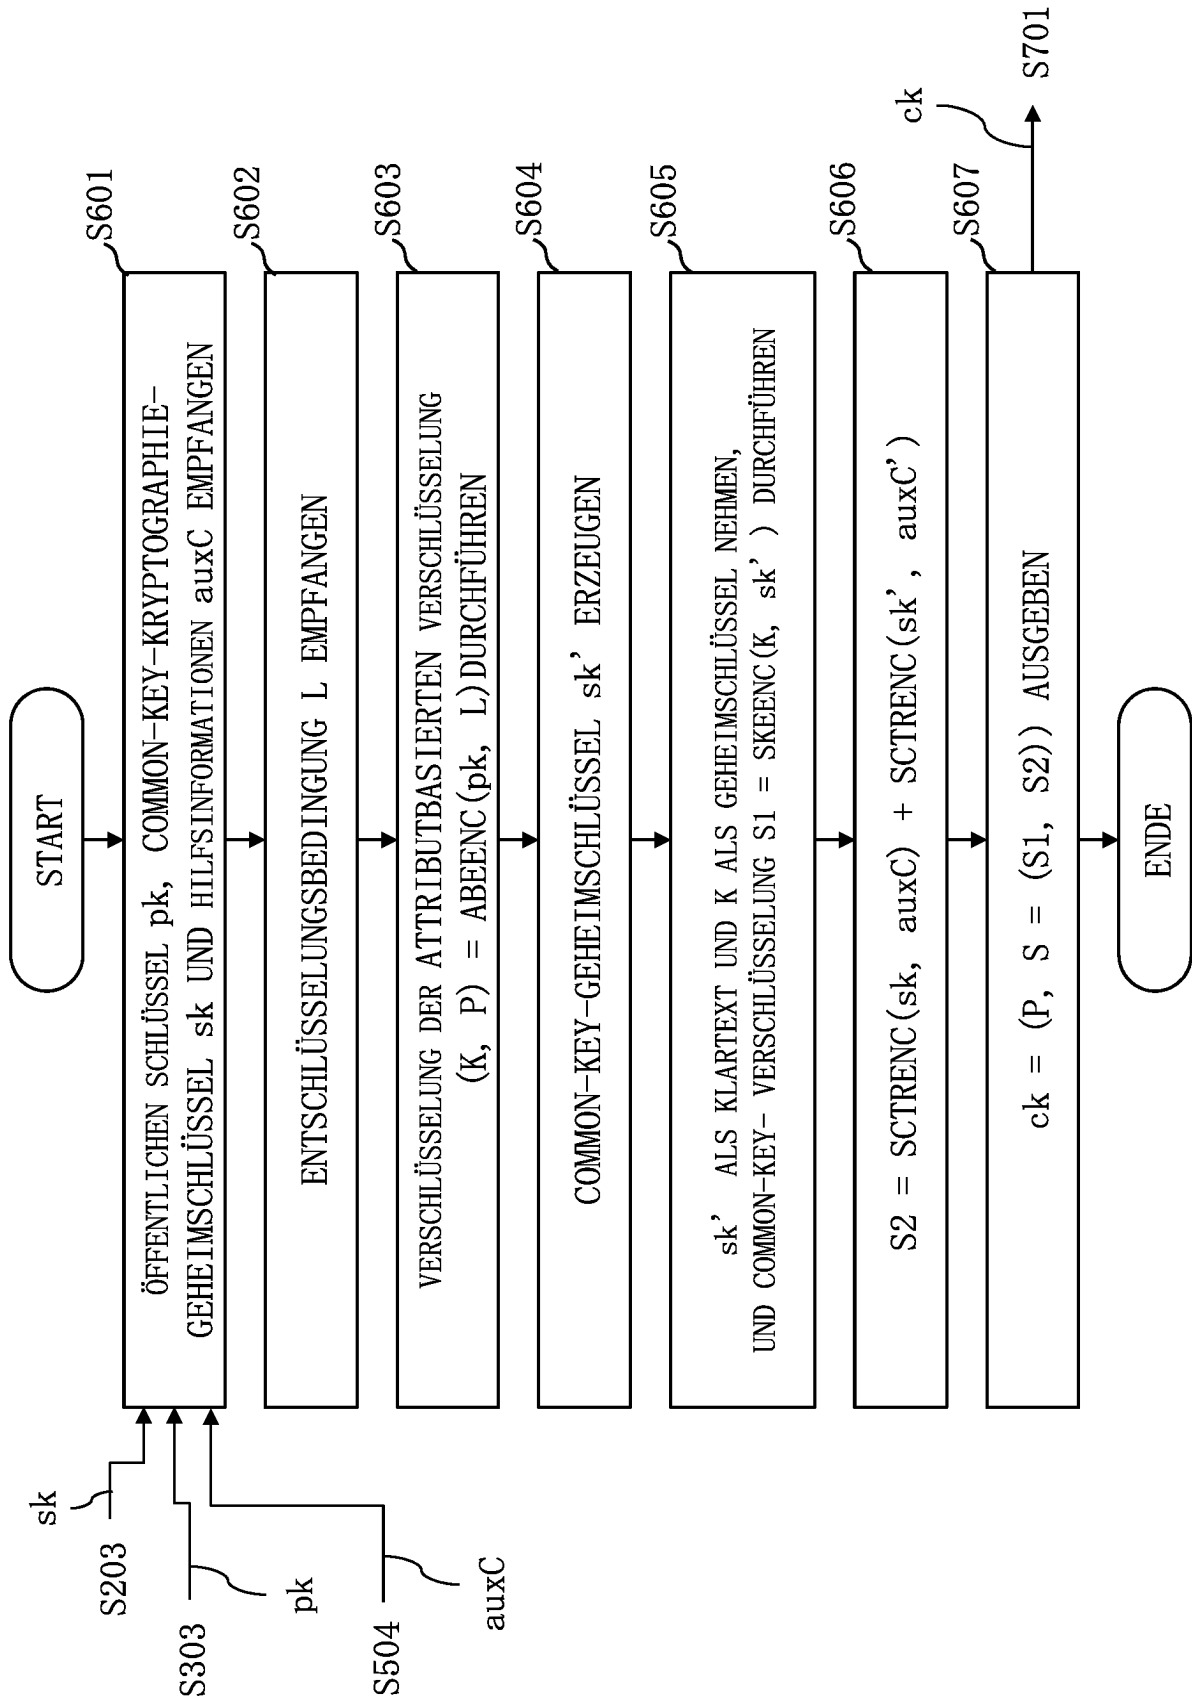 START
S601
ÖFFENTLICHEN SCHLÜSSEL pk, COMMON-KEY-KRYPTOGRAPHIE-
GEHEIMSCHLÜSSEL sk UND HILFSINFORMATIONEN auxC EMPFANGEN
sk
S203
S303
pk
S504
auxC
S602
ENTSCHLÜSSELUNGSBEDINGUNG L EMPFANGEN
S603
VERSCHLÜSSELUNG DER ATTRIBUTBASIERTEN VERSCHLÜSSELUNG
(K, P) = ABEENC(pk, L)DURCHFÜHREN
S604
COMMON-KEY-GEHEIMSCHLÜSSEL sk' ERZEUGEN
S605
sk' ALS KLARTEXT UND K ALS GEHEIMSCHLÜSSEL NEHMEN,
UND COMMON-KEY- VERSCHLÜSSELUNG S1 = SKEENC(K, sk') DURCHFÜHREN
S606
S2 = SCTRENC(sk, auxC) + SCTRENC(sk', auxC')
S607
ck = (P, S = (S1, S2)) AUSGEBEN
ck
S701
ENDE